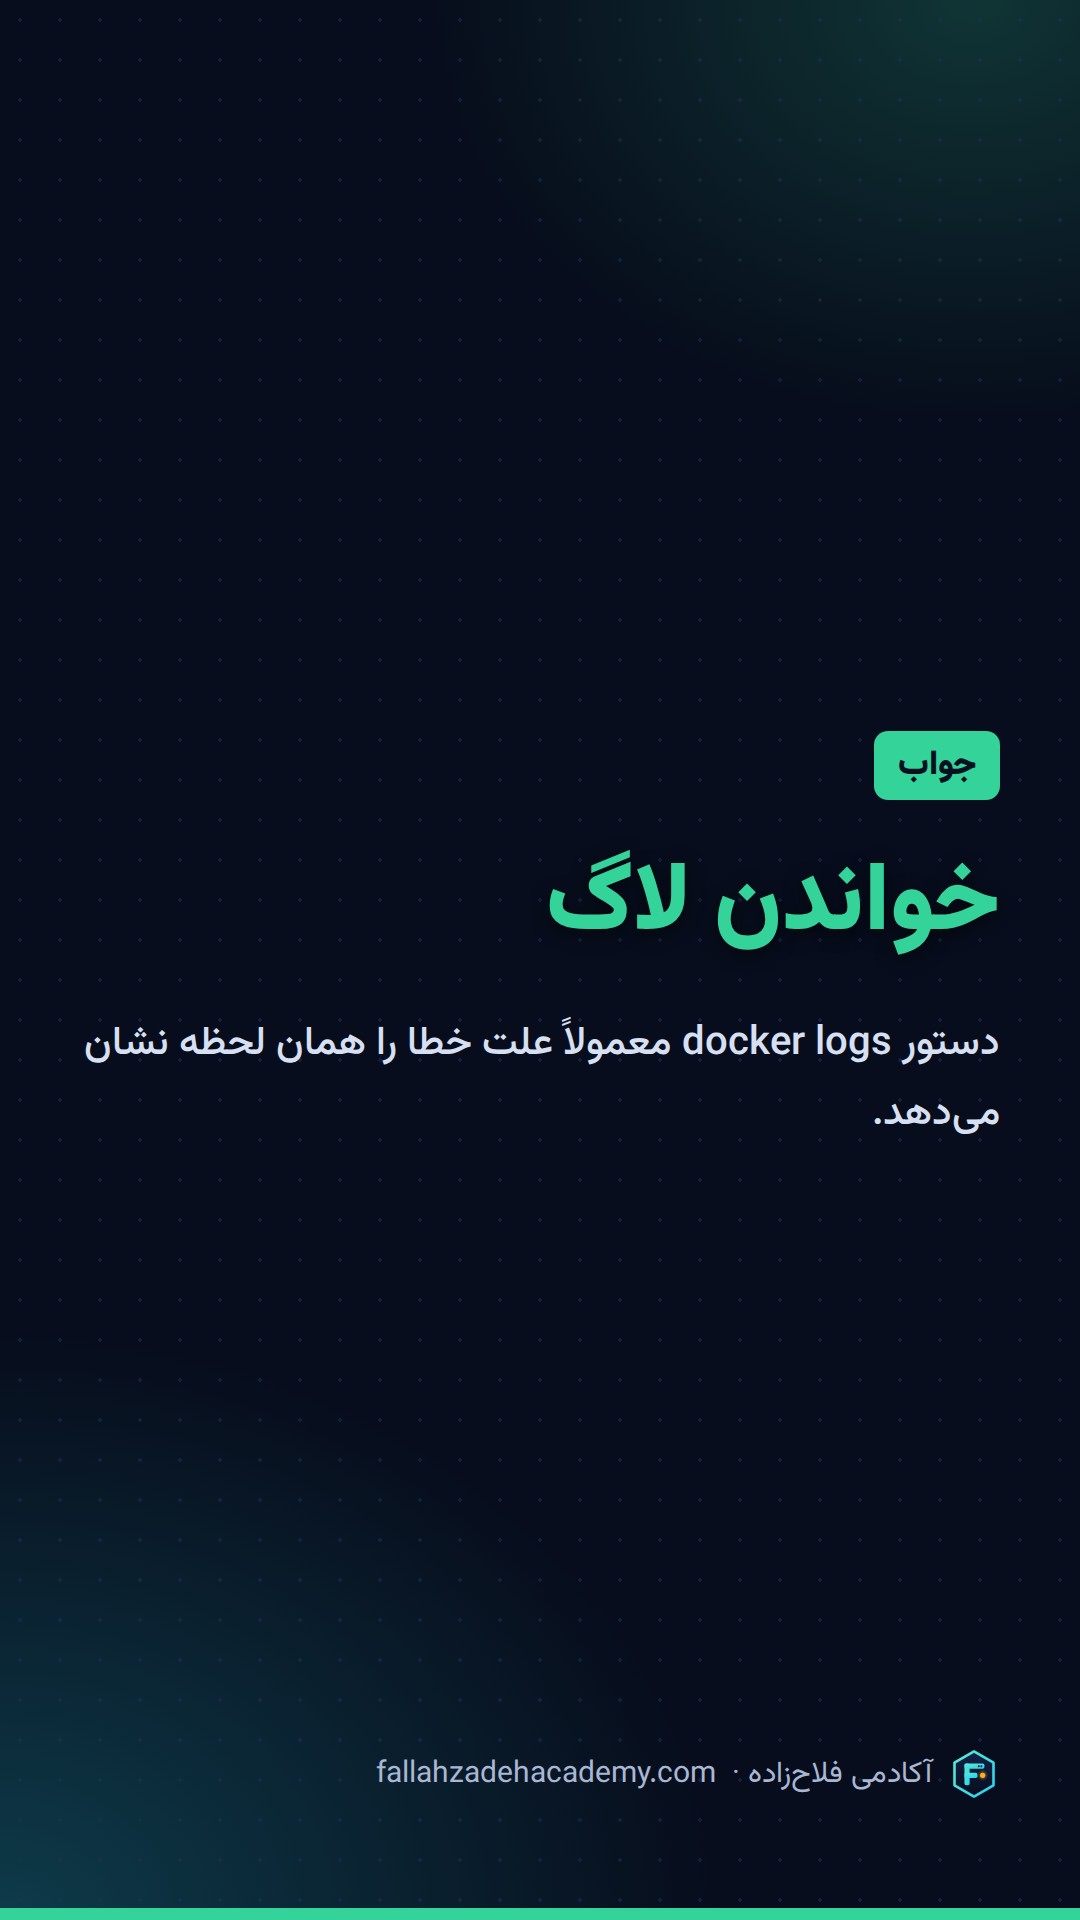 جواب
خواندن لاگ
دستور docker logs معمولاً علت خطا را همان لحظه نشان
می‌دهد.
آکادمی فلاح‌زاده · fallahzadehacademy.com